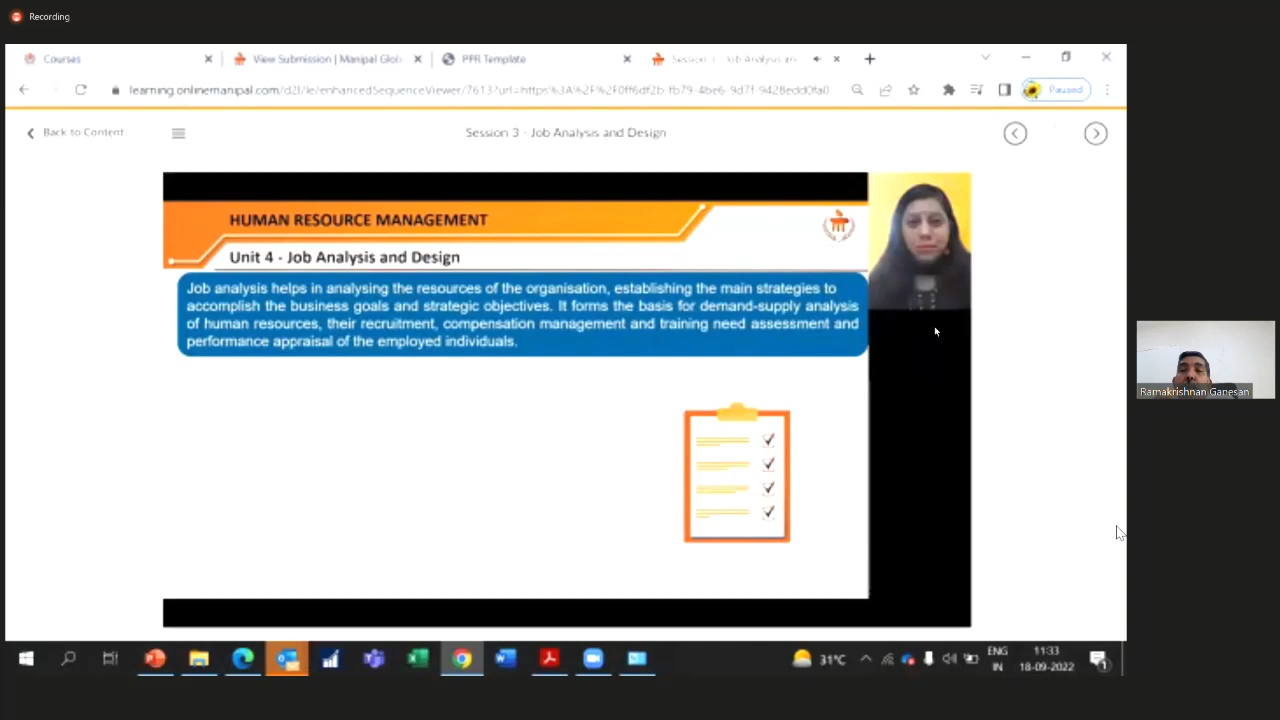 Recording
Courses
View Submission | Manipal Glob
PPR Template
Session
Job Analysis an
learning.onlinemanipal.com/d2l/le/enhancedSequenceViewer/7613?url=https%3A%2F%2F0ff6df2b-fb79-4be6-9d7f-9428edd0fa0
Paused
Back to Content
Session 3 - Job Analysis and Design
HUMAN RESOURCE MANAGEMENT
Unit 4 - Job Analysis and Design
Job analysis helps in analysing the resources of the organisation, establishing the main strategies to
accomplish the business goals and strategic objectives. It forms the basis for demand-supply analysis
of human resources, their recruitment, compensation management and training need assessment and
performance appraisal of the employed individuals.
Ramakrishnan Ganesan
31°C
ENG
IN
11:33
18-09-2022
1